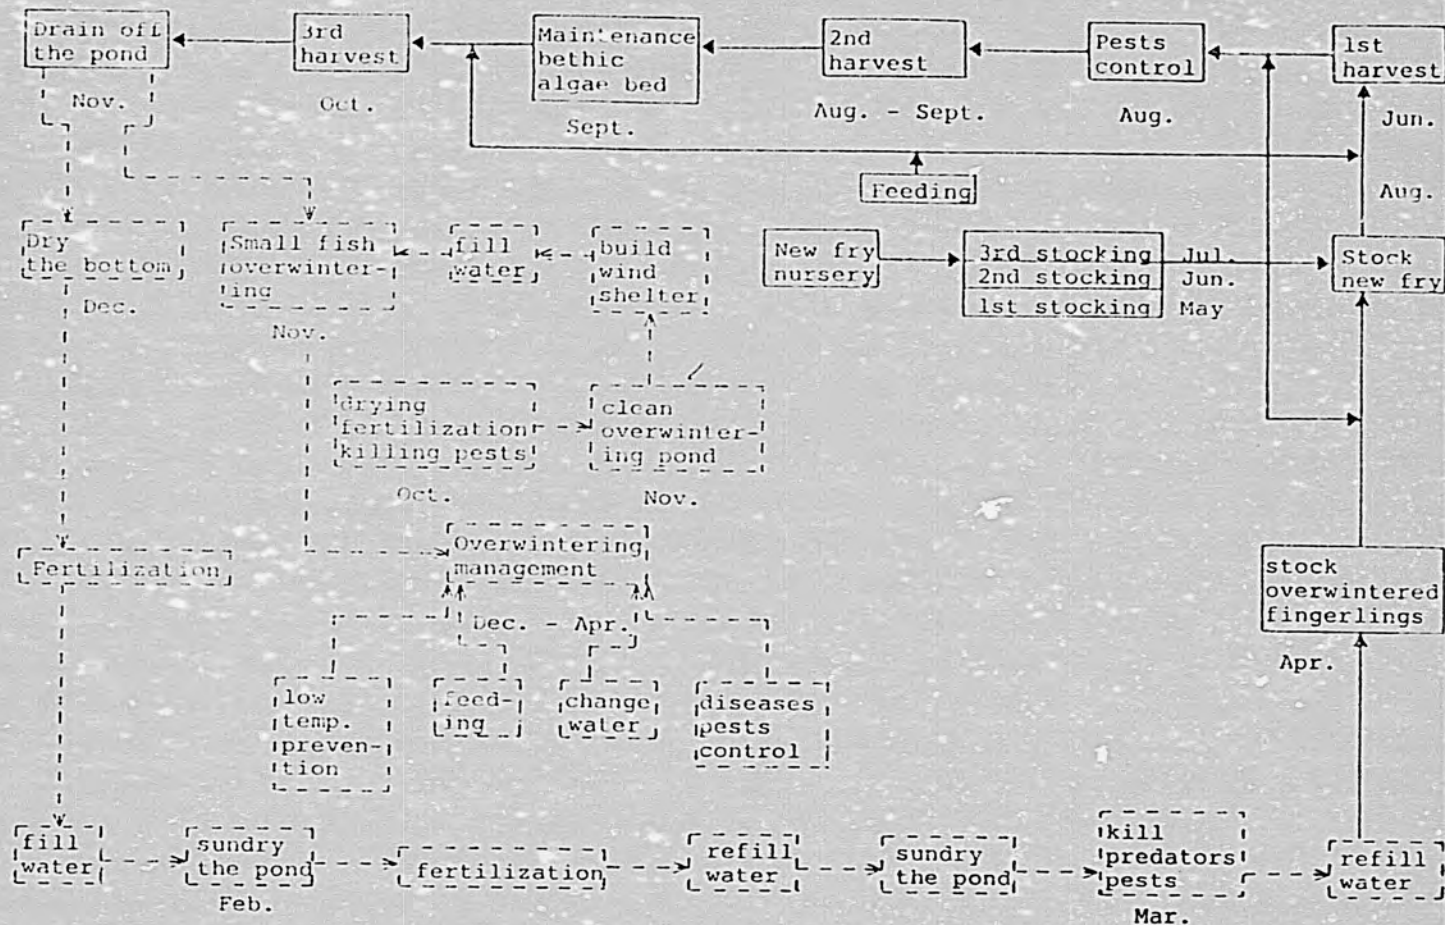 Drain off
the pond
3rd
harvest
Maintenance
bethic
algae bed
2nd
harvest
Pests
control
1st
harvest
Nov.
Oct.
Sept.
Aug. - Sept.
Aug.
Jun.
Feeding
Aug.
Dry
the bottom
Small fish
overwinter-
ing
fill
water
build
wind
shelter
New fry
nursery
3rd stocking
Jul.
2nd stocking
Jun.
1st stocking
May
Stock
new fry
Dec.
Nov.
drying
fertilization
killing pests
clean
overwinter-
ing pond
Oct.
Nov.
Fertilization
Overwintering
management
stock
overwintered
fingerlings
Dec. - Apr.
Apr.
low
temp.
preven-
tion
feed-
ing
change
water
diseases
pests
control
fill
water
sundry
the pond
fertilization
refill
water
sundry
the pond
kill
predators
pests
refill
water
Feb.
Mar.